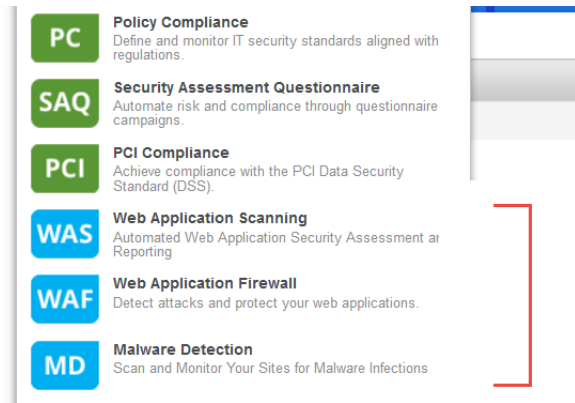 PC
Policy Compliance
Define and monitor IT security standards aligned with
regulations.
SAQ
Security Assessment Questionnaire
Automate risk and compliance through questionnaire
campaigns.
PCI
PCI Compliance
Achieve compliance with the PCI Data Security
Standard (DSS).
WAS
Web Application Scanning
Automated Web Application Security Assessment ar
Reporting
WAF
Web Application Firewall
Detect attacks and protect your web applications.
MD
Malware Detection
Scan and Monitor Your Sites for Malware Infections